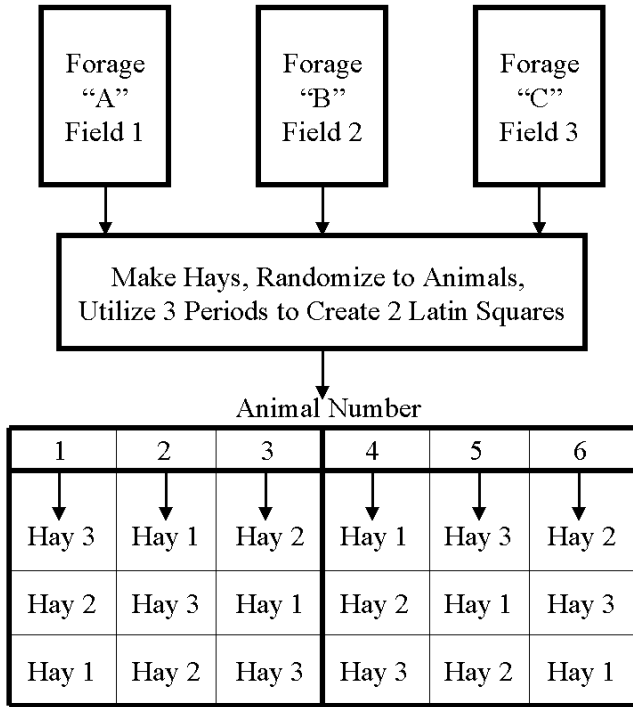 Forage
“A”
Field 1
Forage
“B”
Field 2
Forage
“C”
Field 3
Make Hays, Randomize to Animals,
Utilize 3 Periods to Create 2 Latin Squares
Animal Number
1 2 3 4 5 6
Hay 3 Hay 1 Hay 2 Hay 1 Hay 3 Hay 2
Hay 2 Hay 3 Hay 1 Hay 2 Hay 1 Hay 3
Hay 1 Hay 2 Hay 3 Hay 3 Hay 2 Hay 1